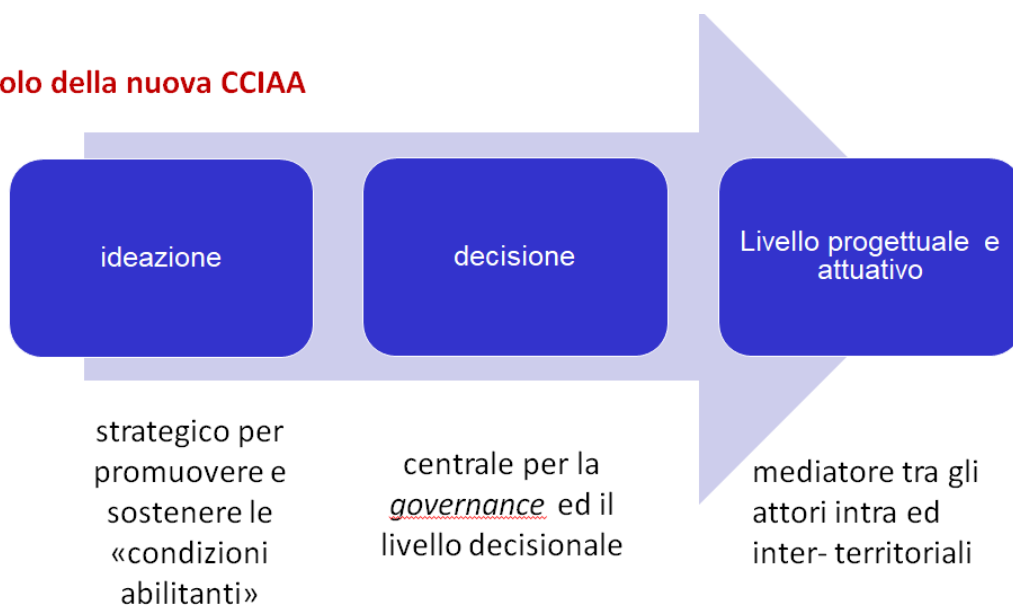 olo della nuova CCIAA
ideazione
decisione
Livello progettuale e
attuativo
strategico per
promuovere e
sostenere le
«condizioni
abilitanti»
centrale per la
governance ed il
livello decisionale
mediatore tra gli
attori intra ed
inter- territoriali